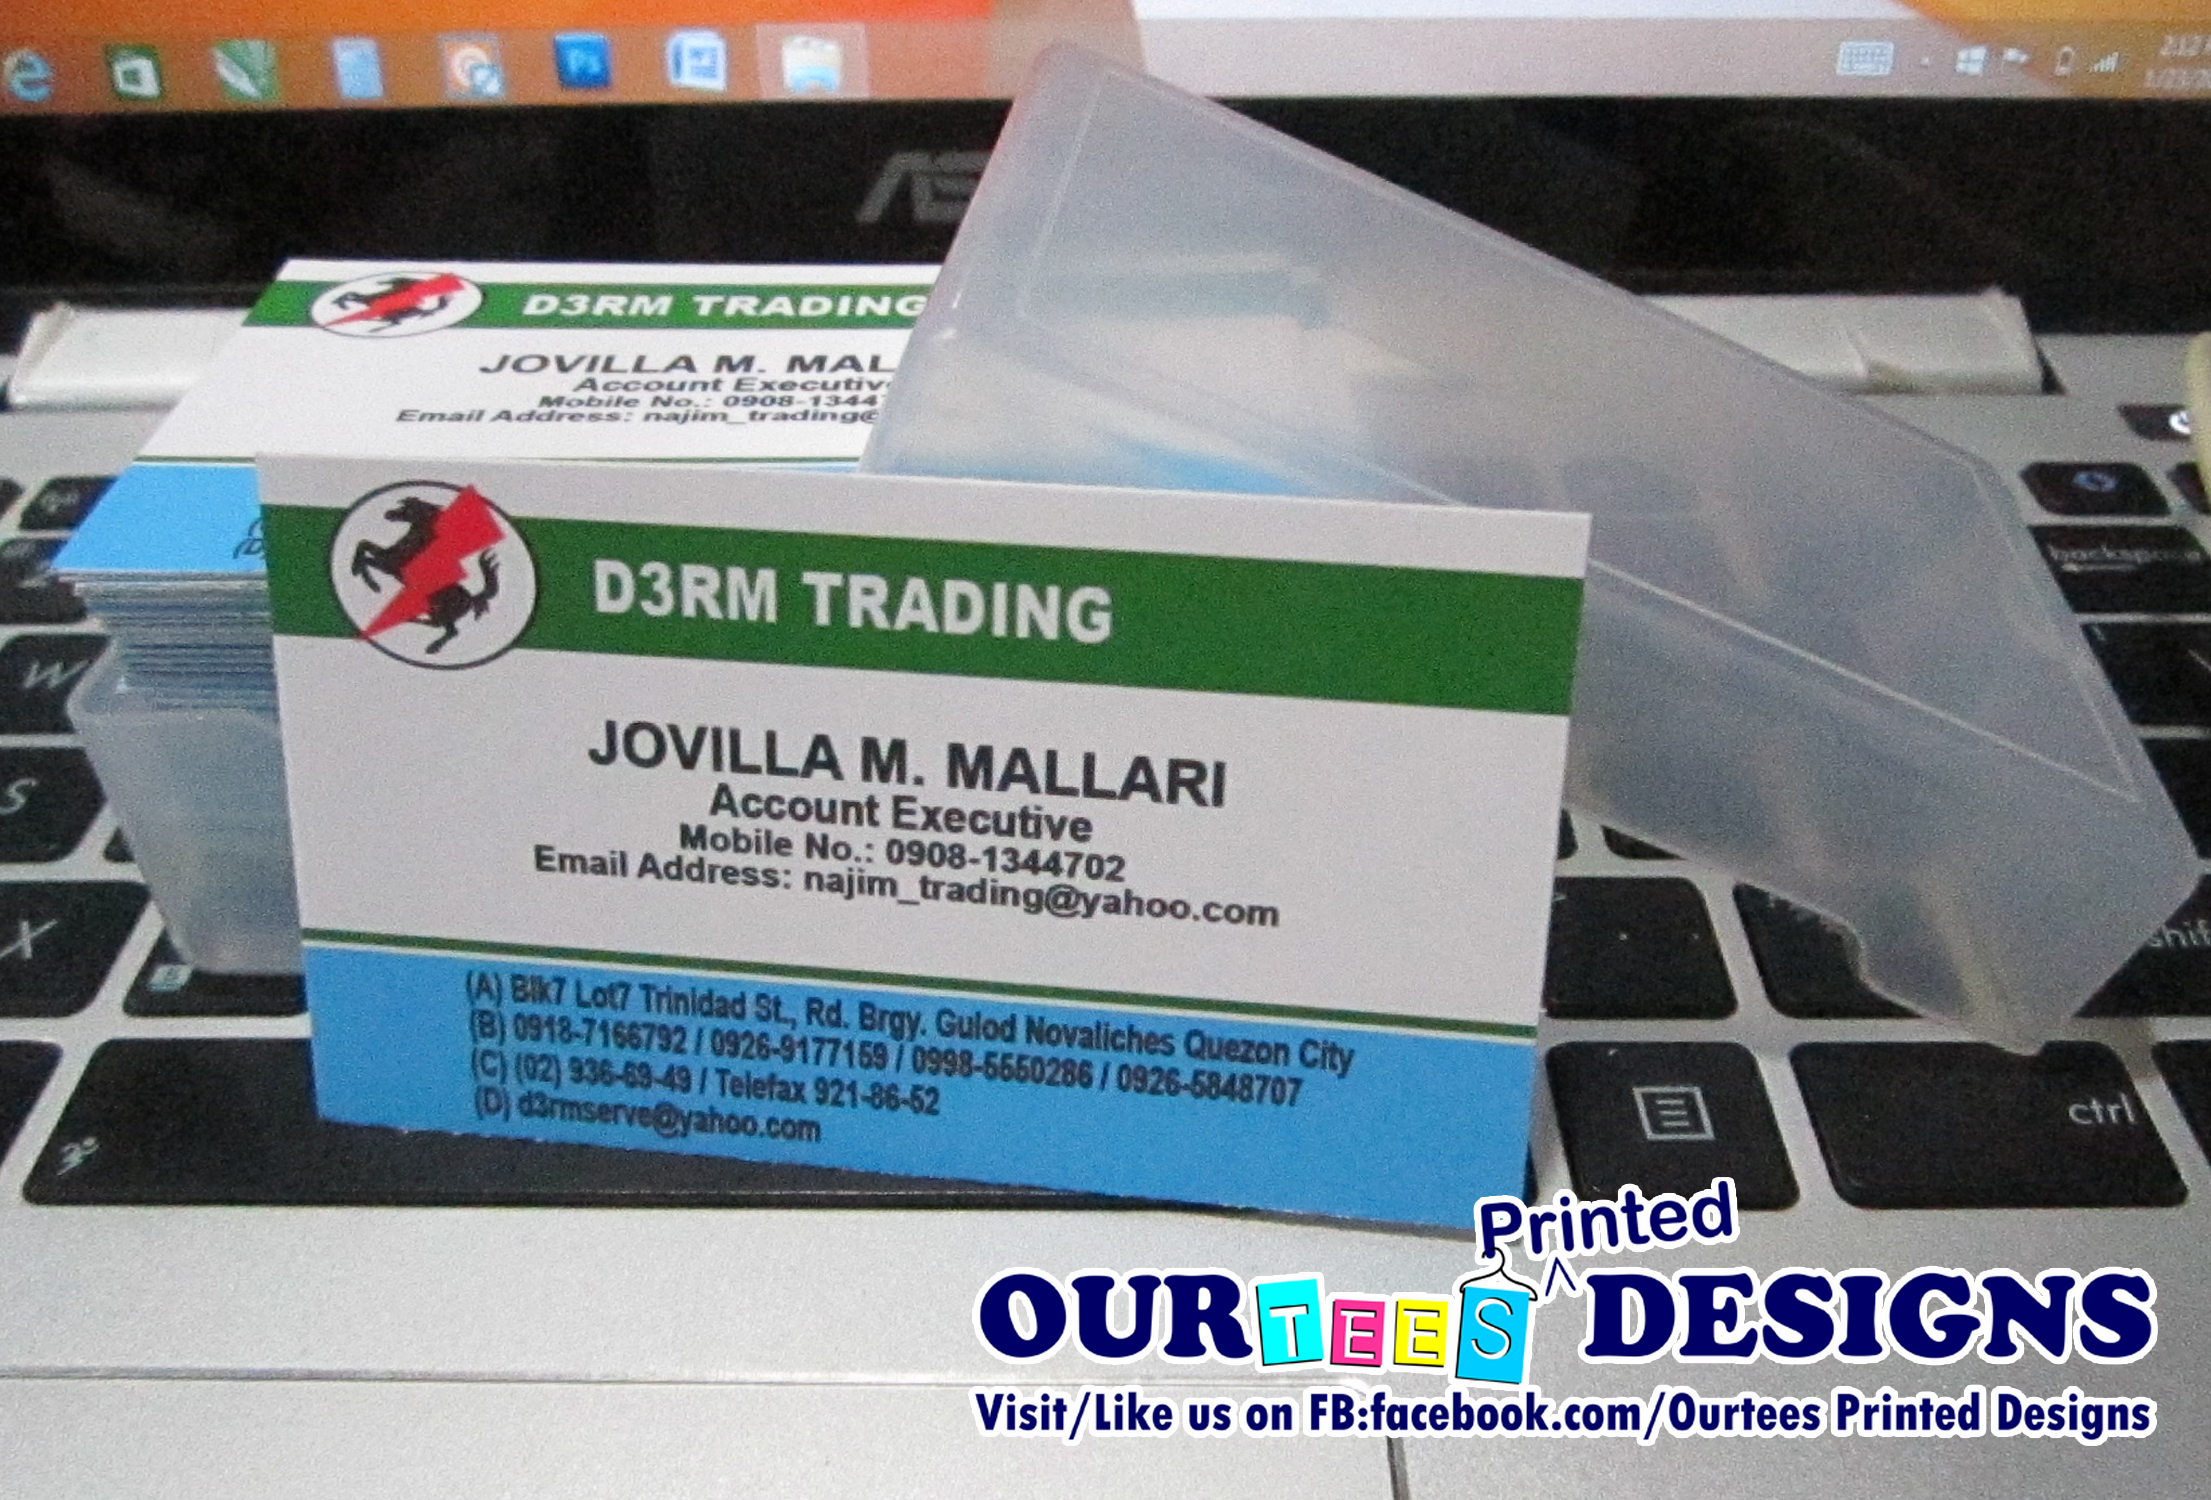 ASU
D3RM TRADING
JOVILLA M. MAL
Account Executiv
Mobile No.: 0908-1344
Email Address: najim_trading@
D3RM TRADING
JOVILLA M. MALLARI
Account Executive
Mobile No.: 0908-1344702
Email Address: najim_trading@yahoo.com
(A) Blk7 Lot7 Trinidad St., Rd. Brgy. Gulod Novaliches Quezon City
(B) 0918-7166792 / 0926-9177159 / 0998-5550286 / 0926-5848707
(C) (02) 936-69-49 / Telefax 921-86-52
(D) d3rmserve@yahoo.com
backspace
W
S
X
shift
ctrl
Printed
OURTEES DESIGNS
Visit/Like us on FB:facebook.com/Ourtees Printed Designs